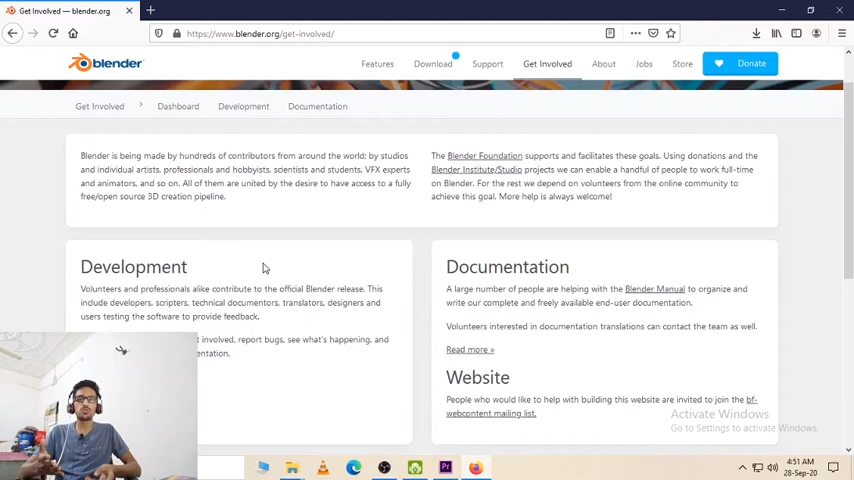 Get Involved — blender.org
https://www.blender.org/get-involved/
blender
Features
Download
Support
Get Involved
About
Jobs
Store
Donate
Get Involved
Dashboard
Development
Documentation
Blender is being made by hundreds of contributors from around the world; by studios
and individual artists, professionals and hobbyists, scientists and students, VFX experts
and animators, and so on. All of them are united by the desire to have access to a fully
free/open source 3D creation pipeline.
The Blender Foundation supports and facilitates these goals. Using donations and the
Blender Institute/Studio projects we can enable a handful of people to work full-time
on Blender. For the rest we depend on volunteers from the online community to
achieve this goal. More help is always welcome!
Development
Volunteers and professionals alike contribute to the official Blender release. This
include developers, scripters, technical documentors, translators, designers and
users testing the software to provide feedback.
t involved, report bugs, see what's happening, and
entation.
Documentation
A large number of people are helping with the Blender Manual to organize and
write our complete and freely available end-user documentation.
Volunteers interested in documentation translations can contact the team as well.
Read more »
Website
People who would like to help with building this website are invited to join the bf-
webcontent mailing list.
Activate Windows
Go to Settings to activate Windows.
Pr
4:51 AM
28-Sep-20